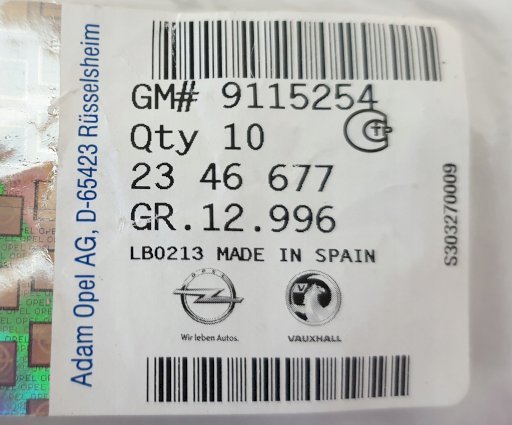 GM# 9115254
Qty 10
23 46 677
GR.12.996
LB0213 MADE IN SPAIN
OPEL
Wir leben Autos.
VAUXHALL
Adam Opel AG, D-65423 Rüsselsheim
S303270009